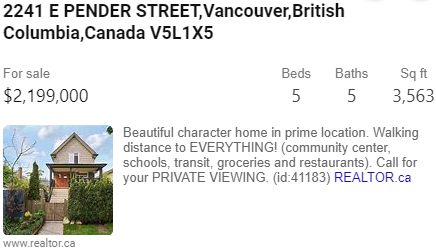 2241 E PENDER STREET,Vancouver,British
Columbia,Canada V5L1X5
For sale Beds Baths Sq ft
$2,199,000 5 5 3,563
Beautiful character home in prime location. Walking
distance to EVERYTHING! (community center,
schools, transit, groceries and restaurants). Call for
your PRIVATE VIEWING. (id:41183) REALTOR.ca
www.realtor.ca